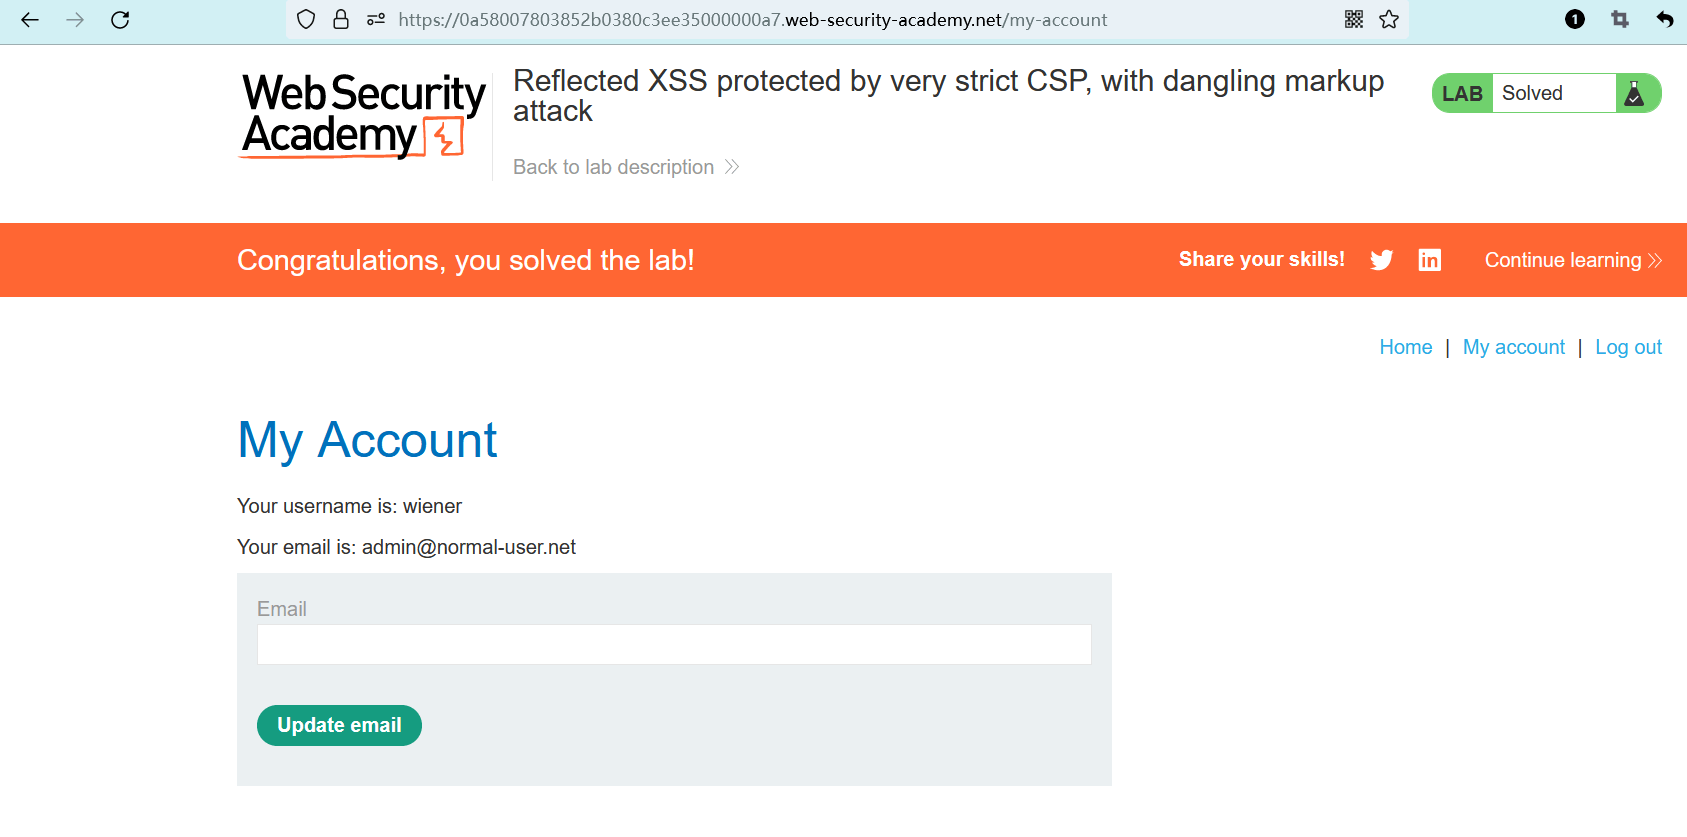 https://0a58007803852b0380c3ee35000000a7.web-security-academy.net/my-account
1
Web Security
Academy
Reflected XSS protected by very strict CSP, with dangling markup
attack
LAB Solved
Back to lab description
Congratulations, you solved the lab!
Share your skills!
in
Continue learning
Home | My account | Log out
My Account
Your username is: wiener
Your email is: admin@normal-user.net
Email
Update email